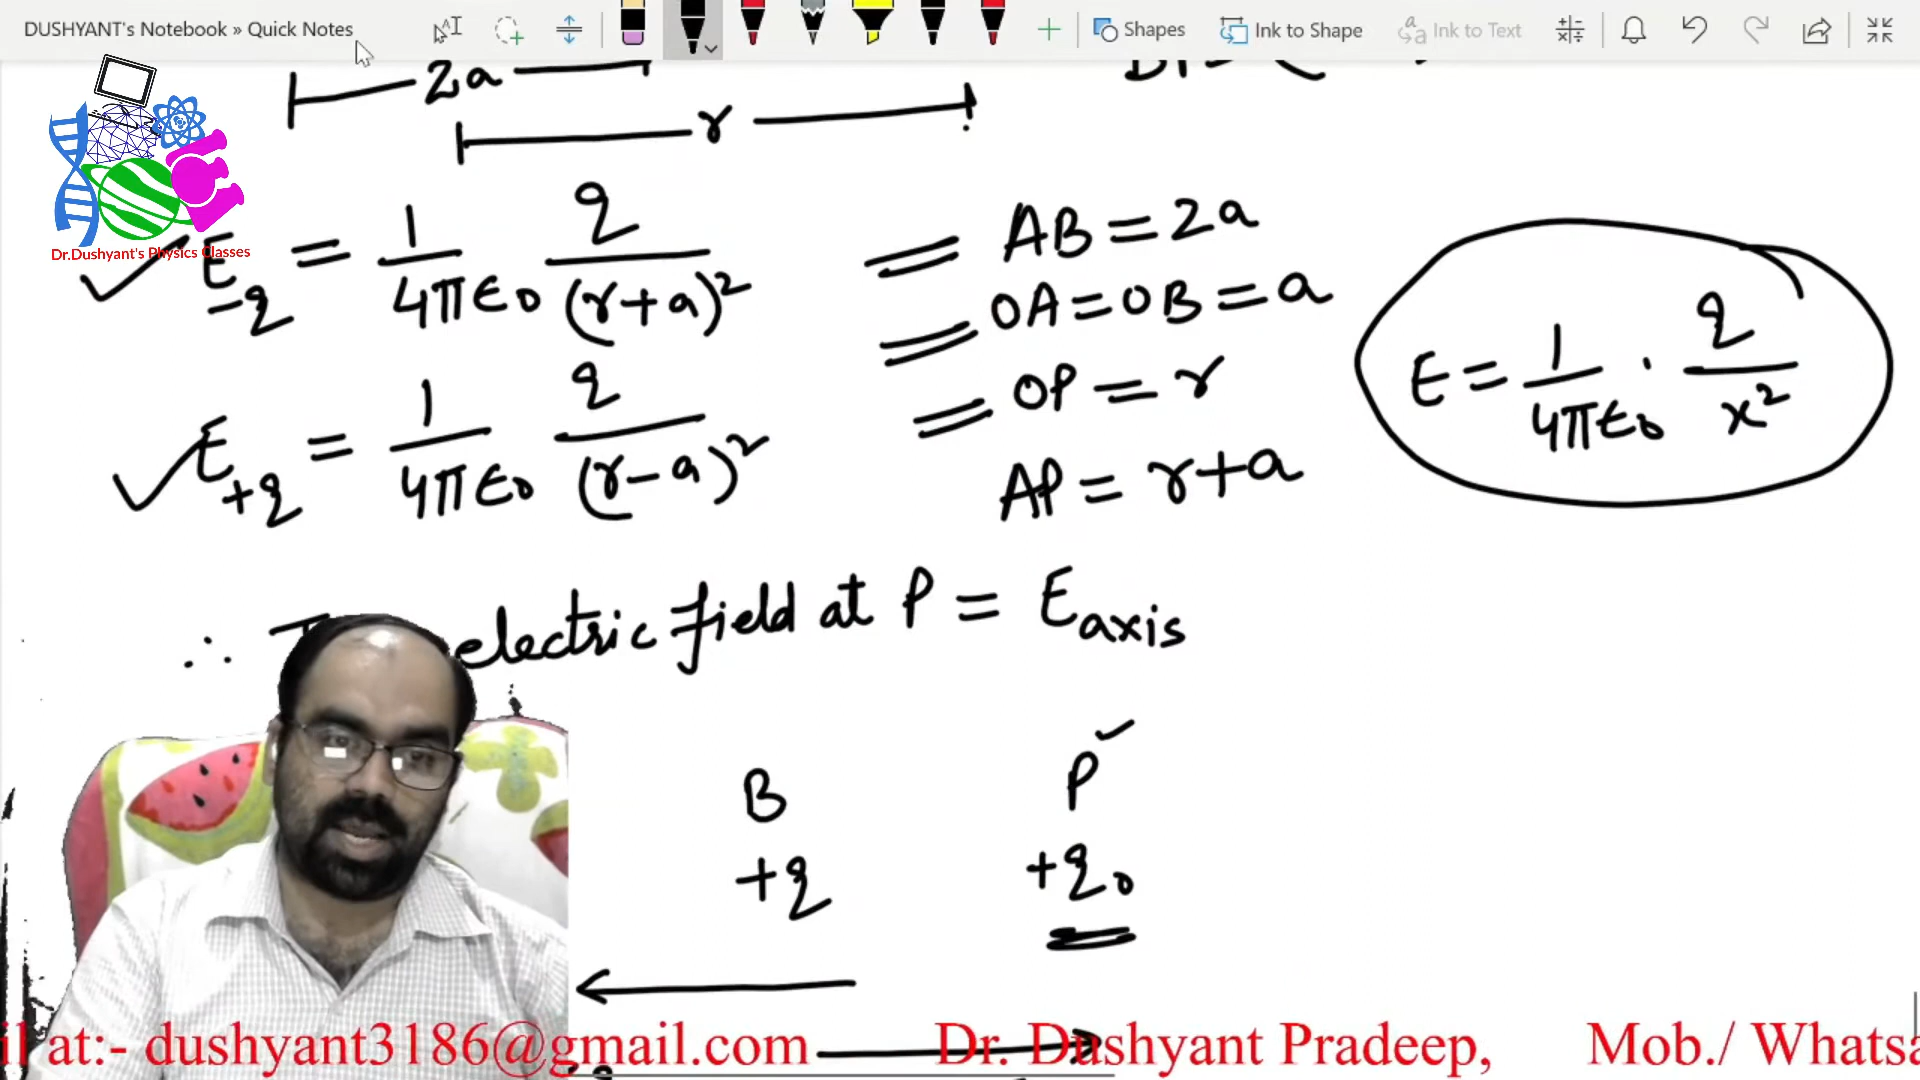 DUSHYANT's Notebook » Quick Notes
Shapes
Ink to Shape
Ink to Text
2a
r
Dr.Dushyant's Physics Classes
E-q = 1/4πε0 q/(r+a)²
AB = 2a
OA = OB = a
E = 1/4πε0 · q/x²
OP = r
E+q = 1/4πε0 q/(r-a)²
AP = r+a
∴ electric field at P = Eaxis
B
P
+q
+q0
il at:- dushyant3186@gmail.com
Dr. Dushyant Pradeep,
Mob./ Whatsa